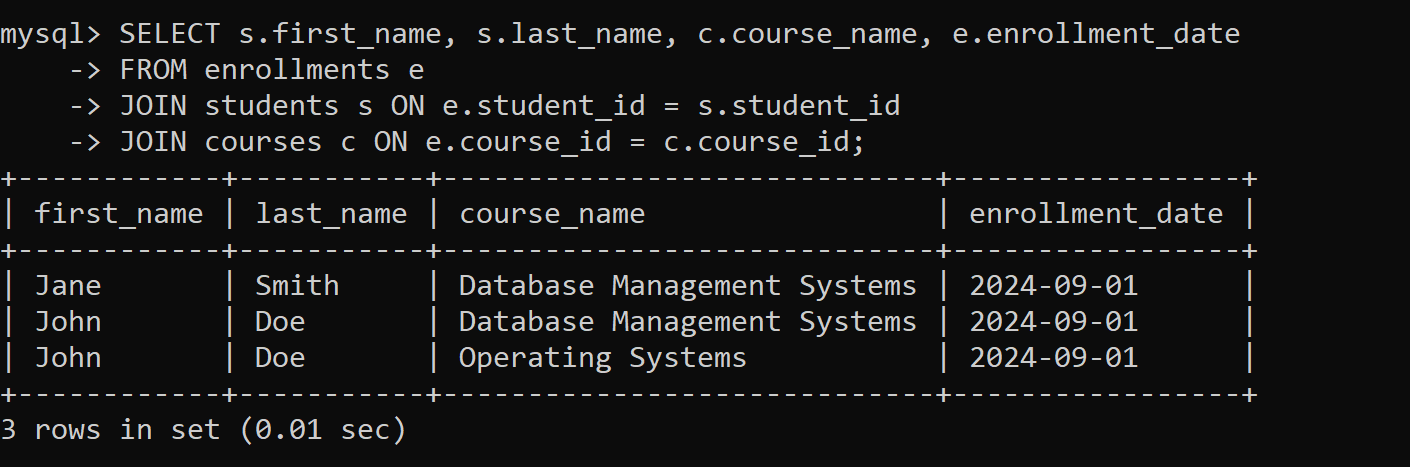 mysql> SELECT s.first_name, s.last_name, c.course_name, e.enrollment_date
    -> FROM enrollments e
    -> JOIN students s ON e.student_id = s.student_id
    -> JOIN courses c ON e.course_id = c.course_id;
+------------+-----------+-----------------------------+-----------------+
| first_name | last_name | course_name                 | enrollment_date |
+------------+-----------+-----------------------------+-----------------+
| Jane       | Smith     | Database Management Systems | 2024-09-01      |
| John       | Doe       | Database Management Systems | 2024-09-01      |
| John       | Doe       | Operating Systems           | 2024-09-01      |
+------------+-----------+-----------------------------+-----------------+
3 rows in set (0.01 sec)